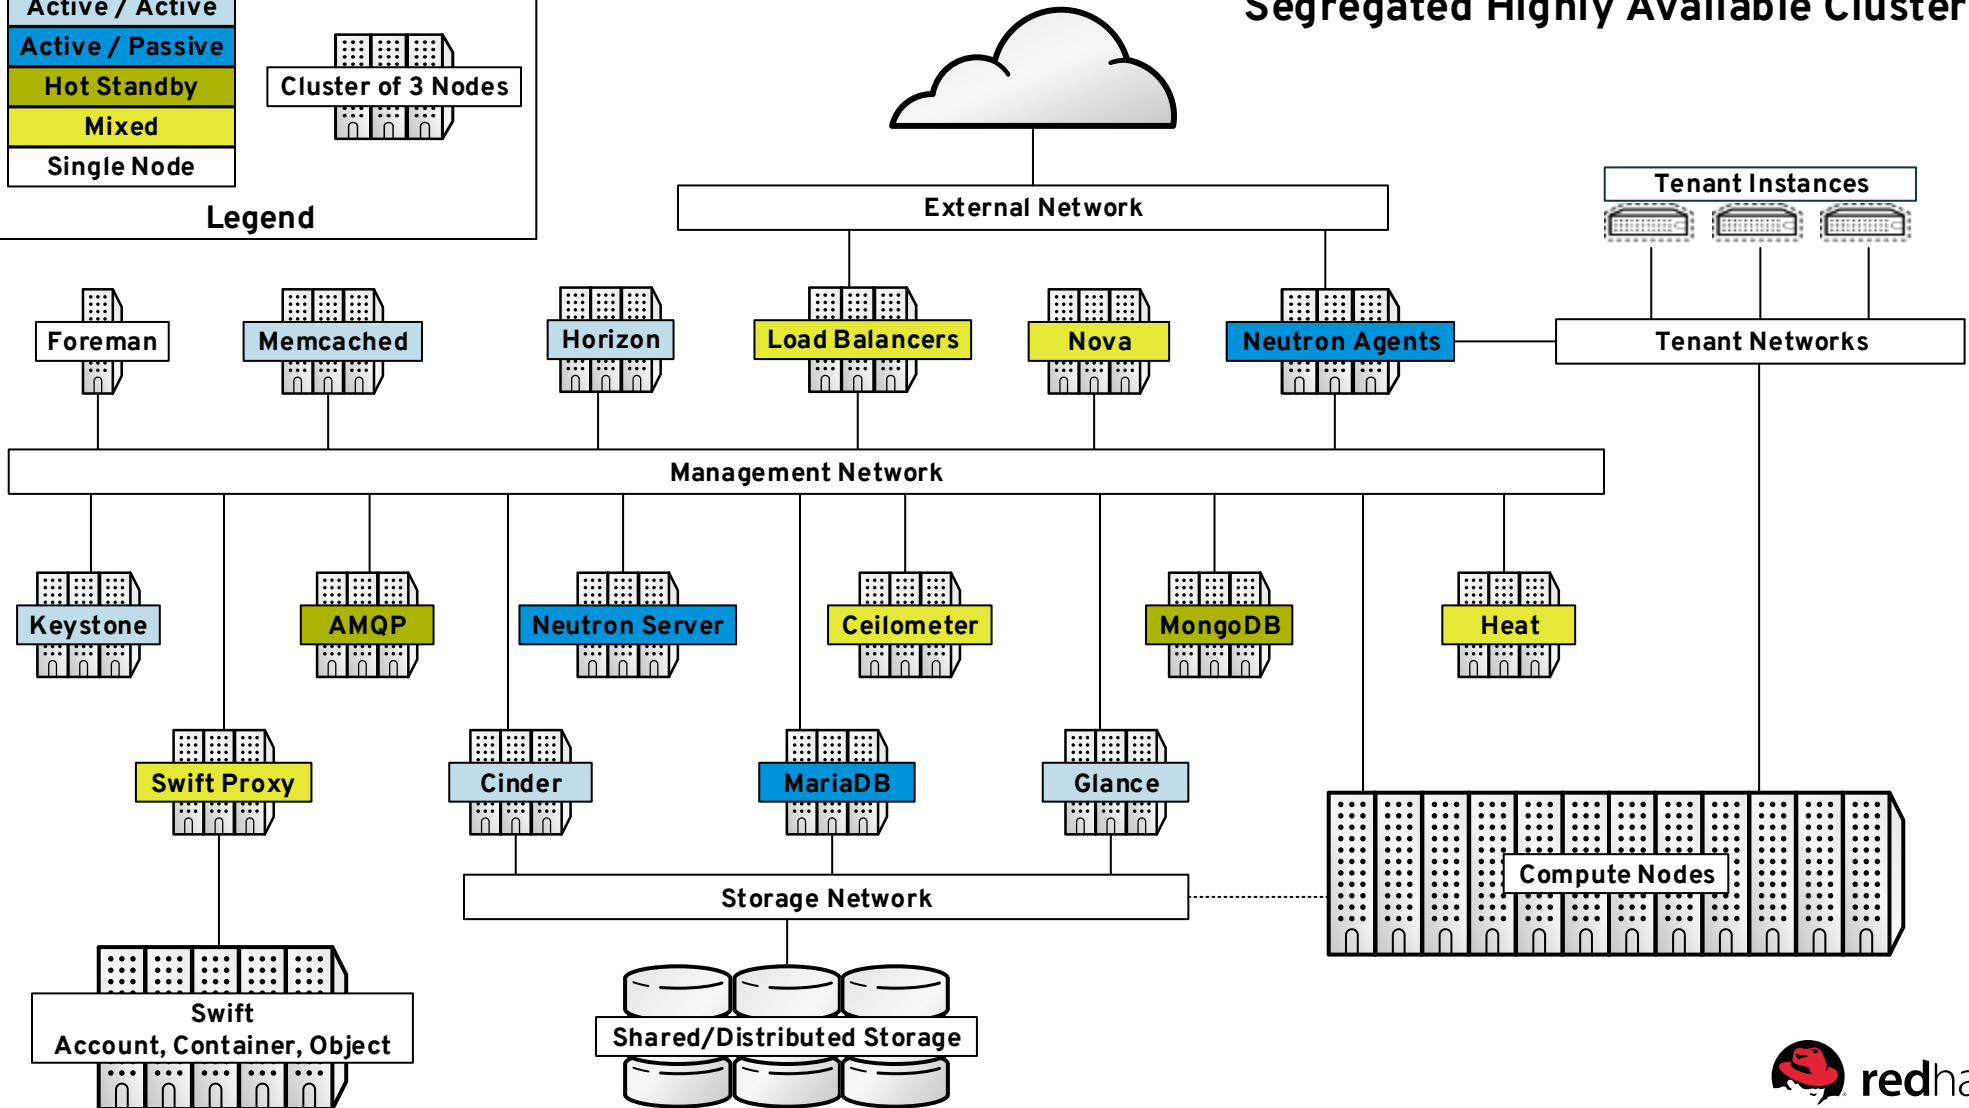 Segregated Highly Available Cluster
Active / Active
Active / Passive
Hot Standby
Mixed
Single Node
Cluster of 3 Nodes
Legend
External Network
Tenant Instances
Foreman
Memcached
Horizon
Load Balancers
Nova
Neutron Agents
Tenant Networks
Management Network
Keystone
AMQP
Neutron Server
Ceilometer
MongoDB
Heat
Swift Proxy
Cinder
MariaDB
Glance
Compute Nodes
Storage Network
Swift
Account, Container, Object
Shared/Distributed Storage
redha